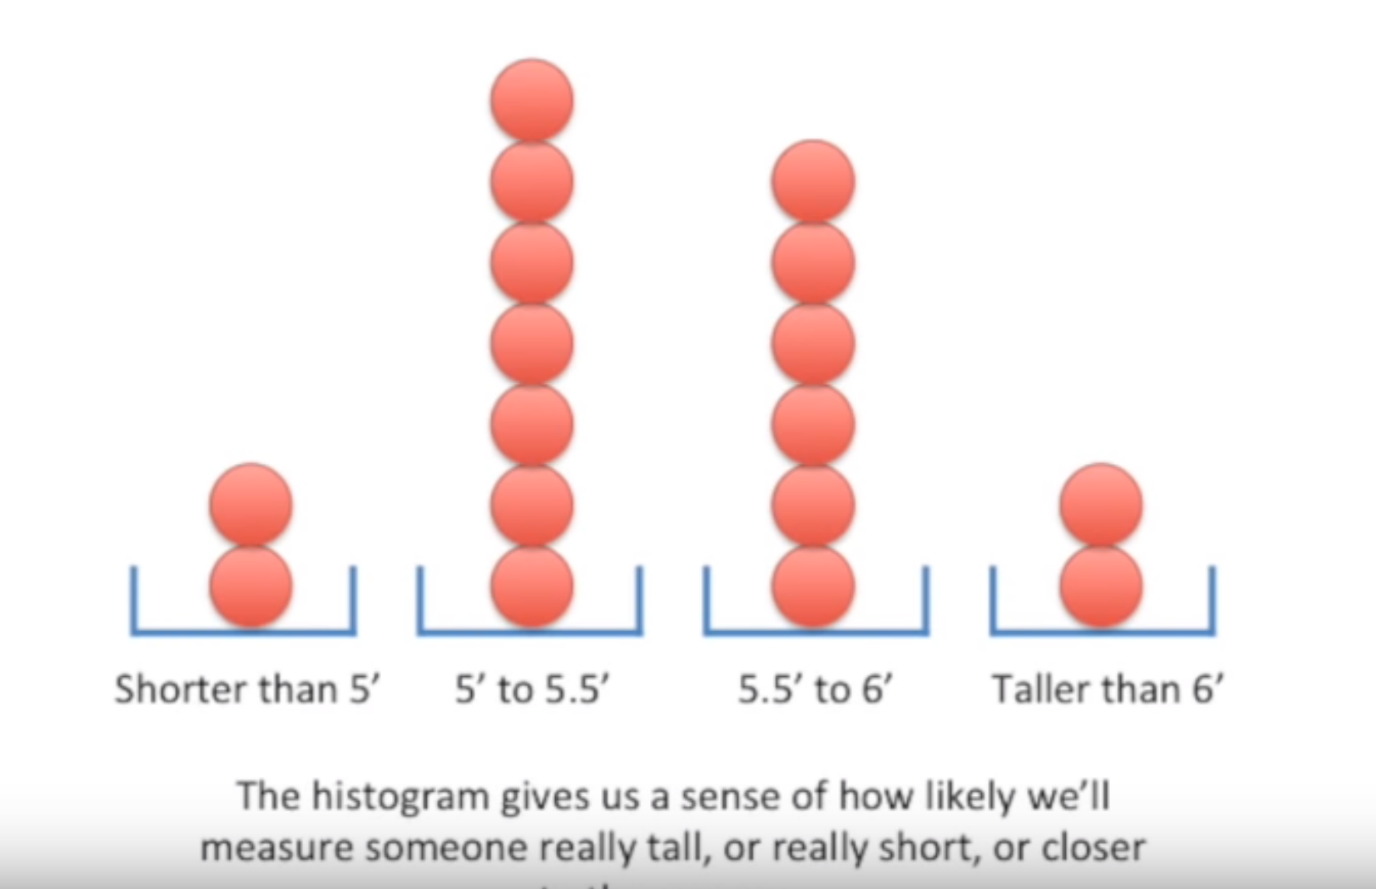 Shorter than 5′ 5′ to 5.5′ 5.5′ to 6′ Taller than 6′
The histogram gives us a sense of how likely we’ll
measure someone really tall, or really short, or closer